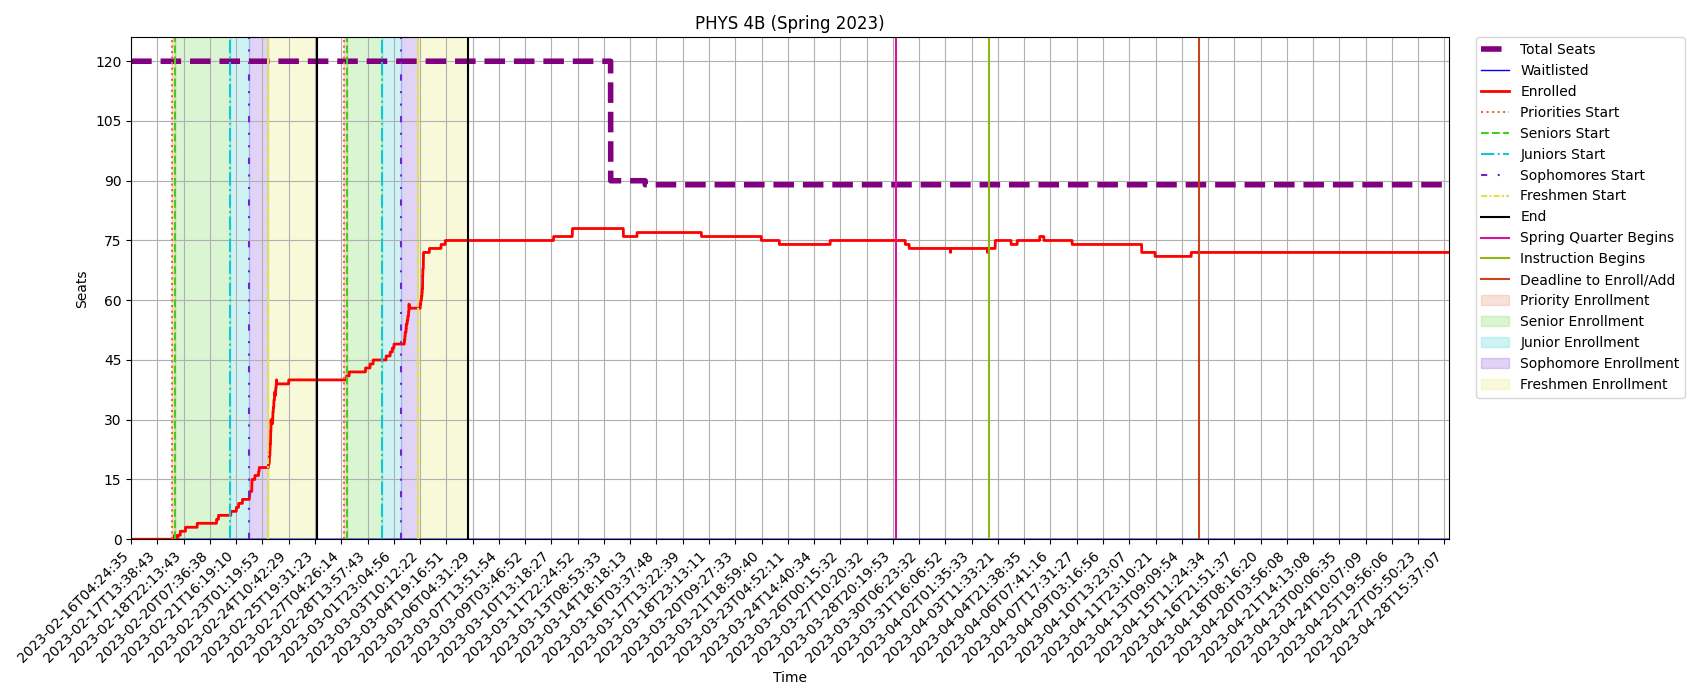 PHYS 4B (Spring 2023)
Seats
120
105
90
75
60
45
30
15
0
2023-02-16T04:24:35
2023-02-17T13:38:43
2023-02-18T22:13:43
2023-02-20T07:36:38
2023-02-21T16:19:10
2023-02-23T01:19:53
2023-02-24T10:42:29
2023-02-25T19:31:23
2023-02-27T04:26:14
2023-02-28T13:57:43
2023-03-01T23:04:56
2023-03-03T10:12:22
2023-03-04T19:16:51
2023-03-06T04:31:29
2023-03-07T13:51:54
2023-03-09T03:46:52
2023-03-10T13:18:27
2023-03-11T22:24:52
2023-03-13T08:53:33
2023-03-14T18:18:13
2023-03-16T03:37:48
2023-03-17T13:22:39
2023-03-18T23:13:11
2023-03-20T09:27:33
2023-03-21T18:59:40
2023-03-23T04:52:11
2023-03-24T14:40:34
2023-03-26T00:15:32
2023-03-27T10:20:32
2023-03-28T20:19:53
2023-03-30T06:23:32
2023-03-31T16:06:52
2023-04-02T01:35:33
2023-04-03T11:33:21
2023-04-04T21:38:35
2023-04-06T07:41:16
2023-04-07T17:31:27
2023-04-09T03:16:56
2023-04-10T13:23:07
2023-04-11T23:10:21
2023-04-13T09:09:54
2023-04-15T11:24:34
2023-04-16T21:51:37
2023-04-18T08:16:20
2023-04-20T03:56:08
2023-04-21T14:13:08
2023-04-23T00:06:35
2023-04-24T10:07:09
2023-04-25T19:56:06
2023-04-27T05:50:23
2023-04-28T15:37:07
Time
Total Seats
Waitlisted
Enrolled
Priorities Start
Seniors Start
Juniors Start
Sophomores Start
Freshmen Start
End
Spring Quarter Begins
Instruction Begins
Deadline to Enroll/Add
Priority Enrollment
Senior Enrollment
Junior Enrollment
Sophomore Enrollment
Freshmen Enrollment